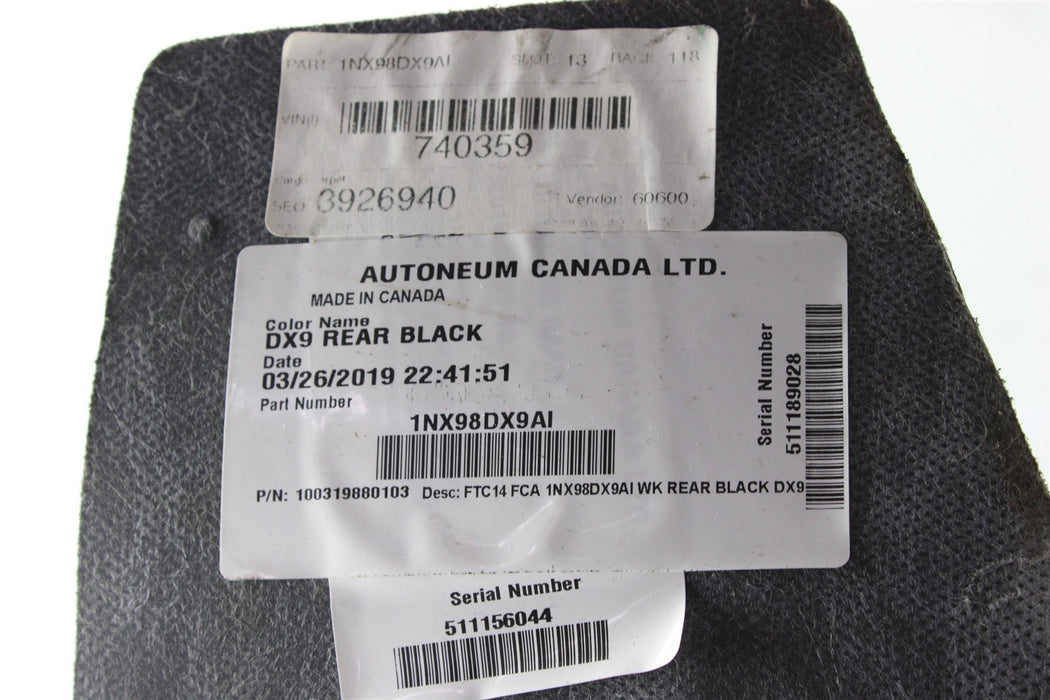 PART: 1NX98DX9AI SLOT: 13 RACK 118
VIN(I)
740359
Cargo
SEQ 3926940 Vendor: 60600
AUTONEUM CANADA LTD.
MADE IN CANADA
Color Name
DX9 REAR BLACK
Date
03/26/2019 22:41:51
Part Number
1NX98DX9AI
P/N: 100319880103 Desc: FTC14 FCA 1NX98DX9AI WK REAR BLACK DX9
Serial Number
511189028
Serial Number
511156044